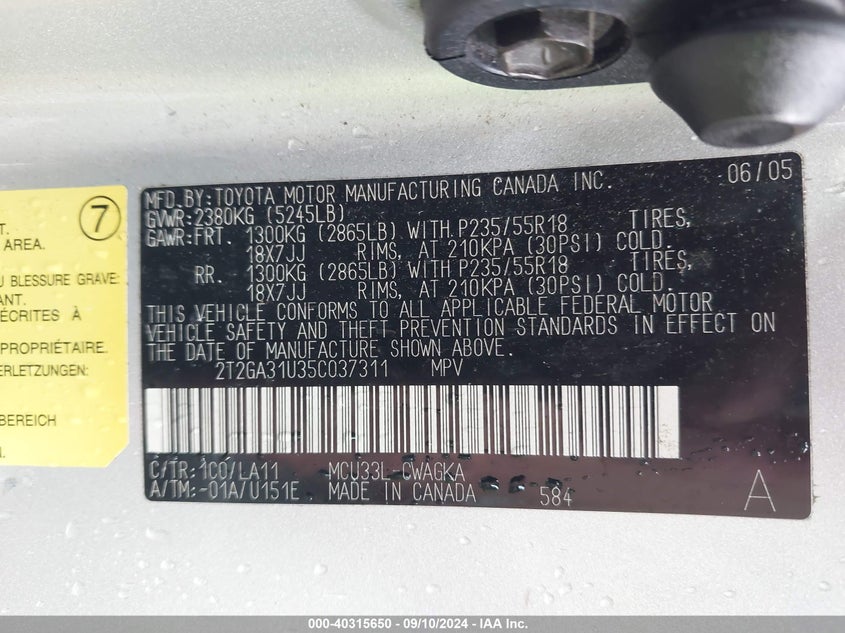 7
T.
AREA.
U BLESSURE GRAVE
ANT.
ÉCRITES À
PROPRIÉTAIRE.
ERLETZUNGEN.
BEREICH
N.
MFD.BY:TOYOTA MOTOR MANUFACTURING CANADA INC. 06/05
GVWR:2380KG (5245LB)
GAWR:FRT. 1300KG (2865LB) WITH P235/55R18 TIRES,
18X7JJ RIMS, AT 210KPA (30PSI) COLD.
RR. 1300KG (2865LB) WITH P235/55R18 TIRES,
18X7JJ RIMS, AT 210KPA (30PSI) COLD.
THIS VEHICLE CONFORMS TO ALL APPLICABLE FEDERAL MOTOR
VEHICLE SAFETY AND THEFT PREVENTION STANDARDS IN EFFECT ON
THE DATE OF MANUFACTURE SHOWN ABOVE.
2T2GA31U35C037311 MPV
C/TR:1C0/LA11 MCU33L-CWAGKA
A/TM:-01A/U151E MADE IN CANADA 584 A
000-40315650 - 09/10/2024 - IAA Inc.